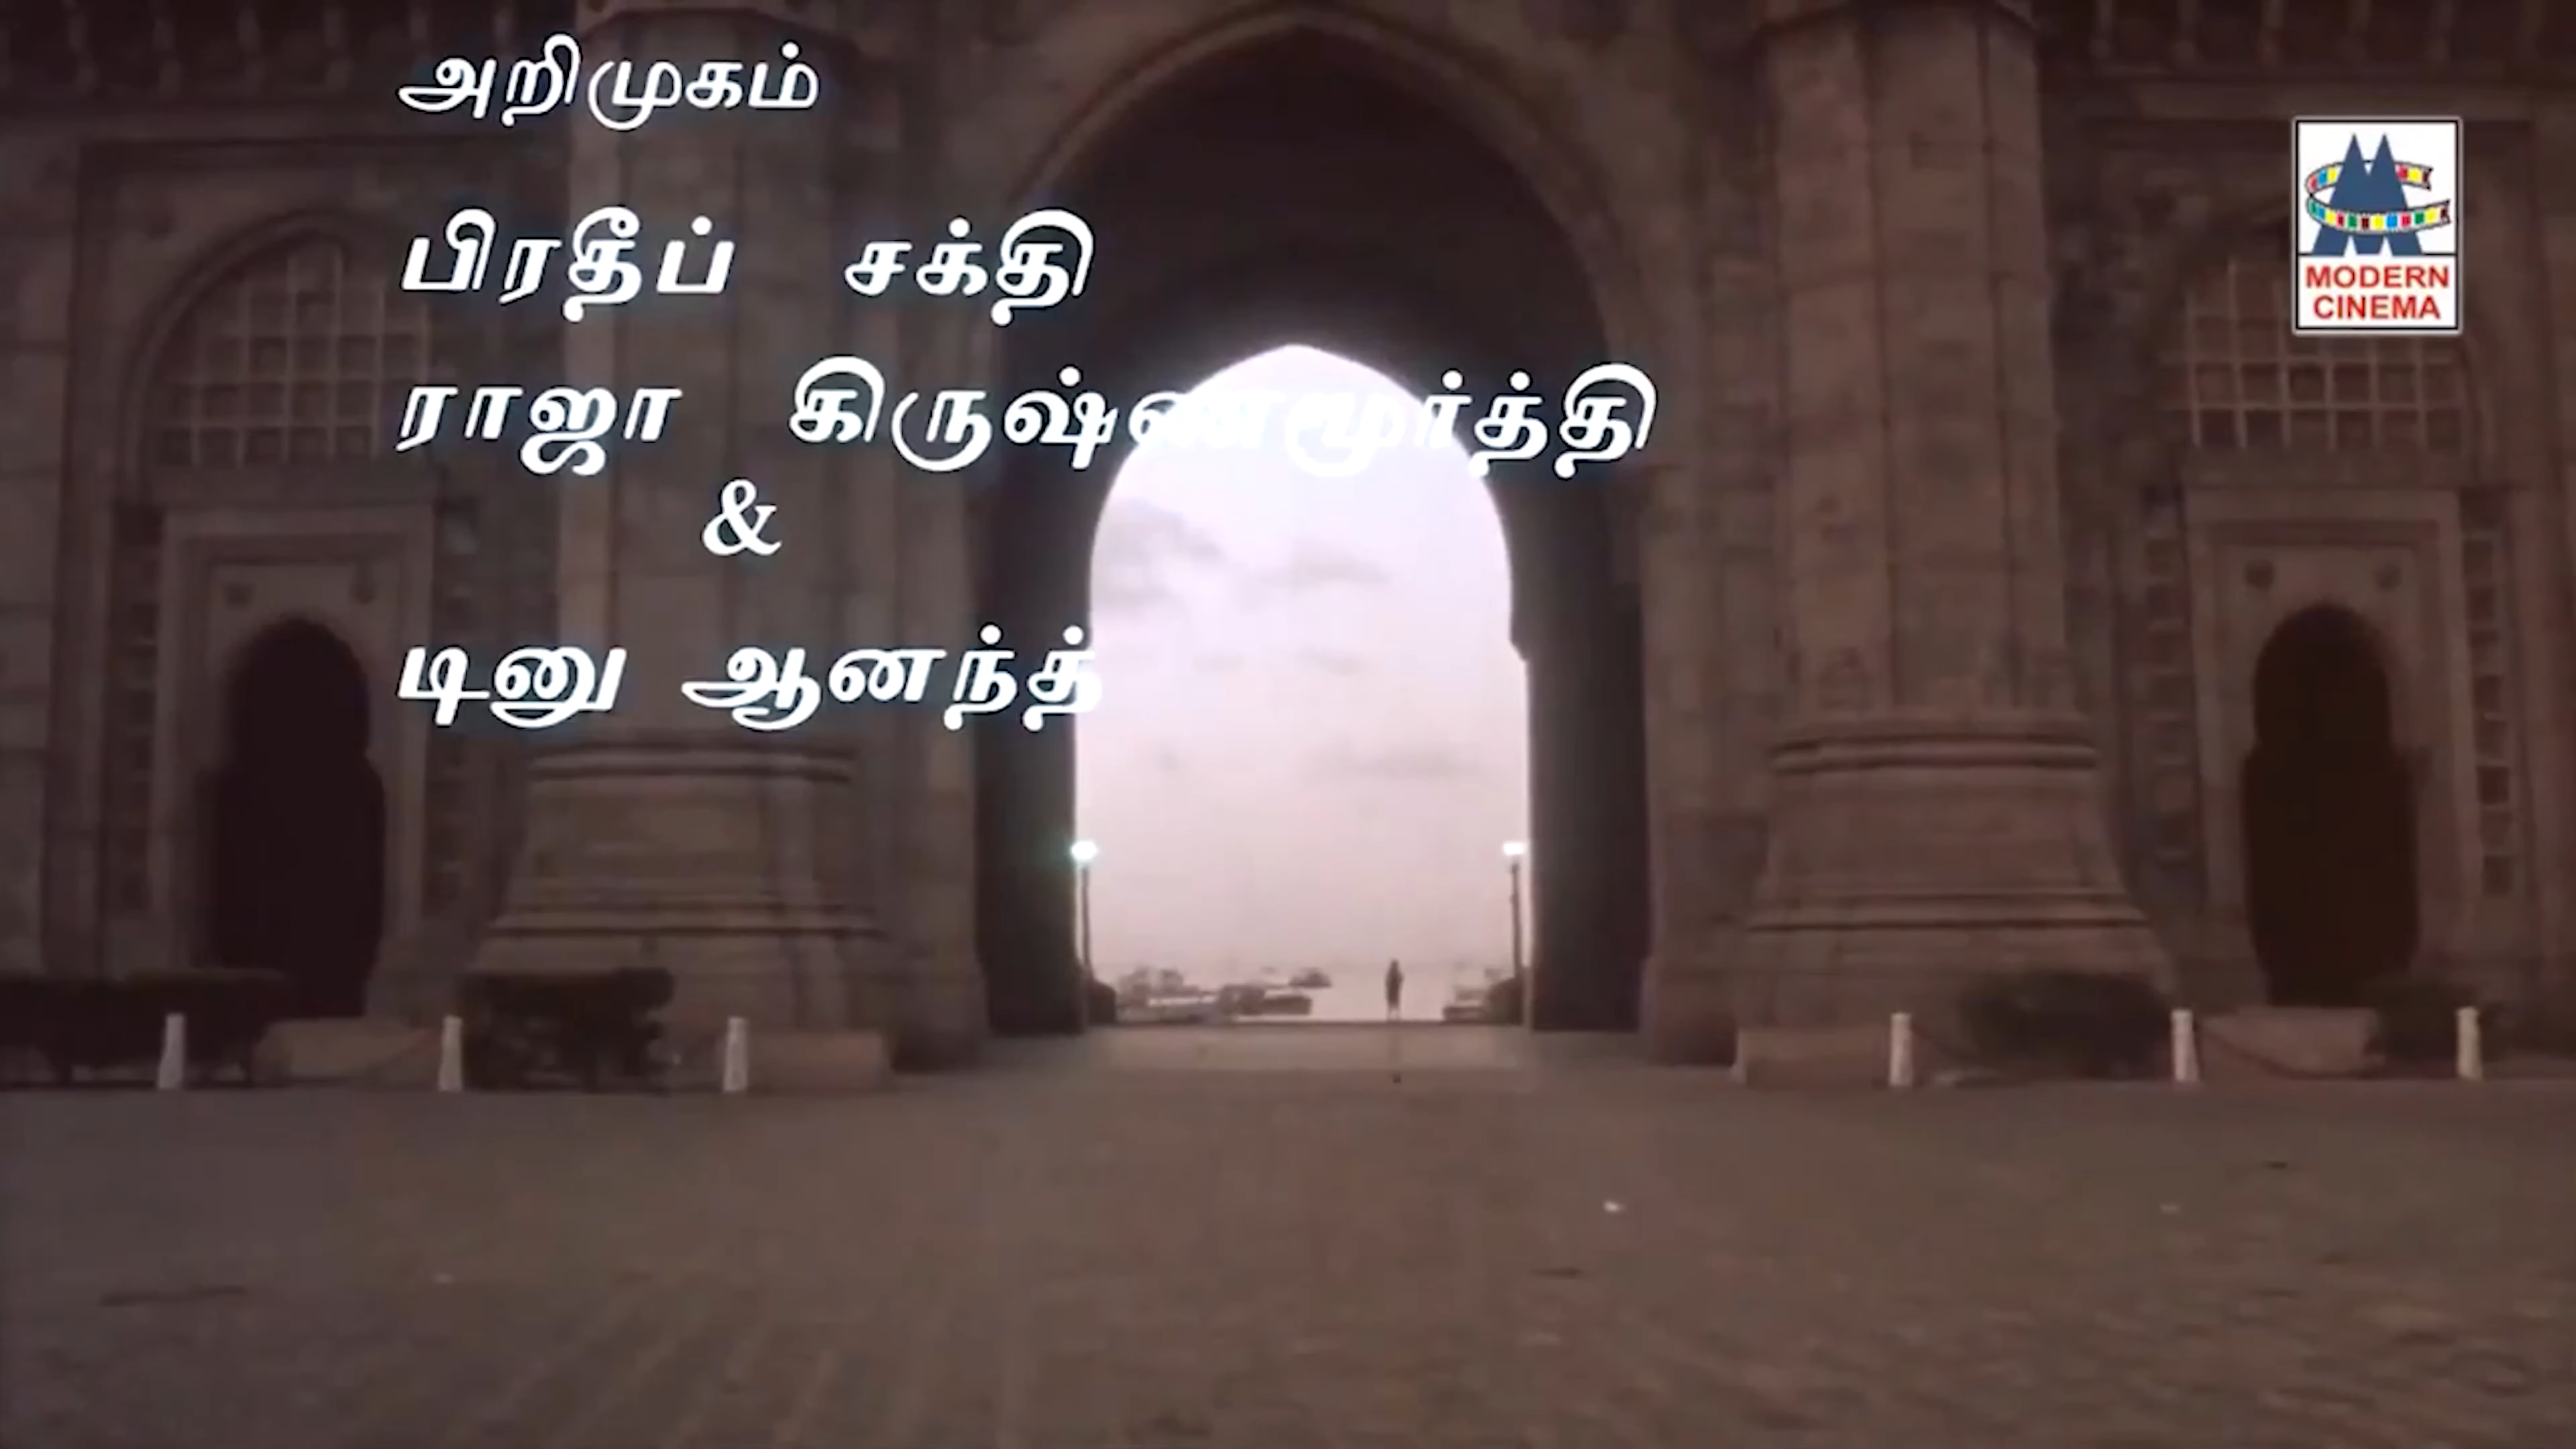 அறிமுகம்
பிரதீப் சக்தி
ராஜா கிருஷ்ணமூர்த்தி
&
டினு ஆனந்த்
MODERN
CINEMA